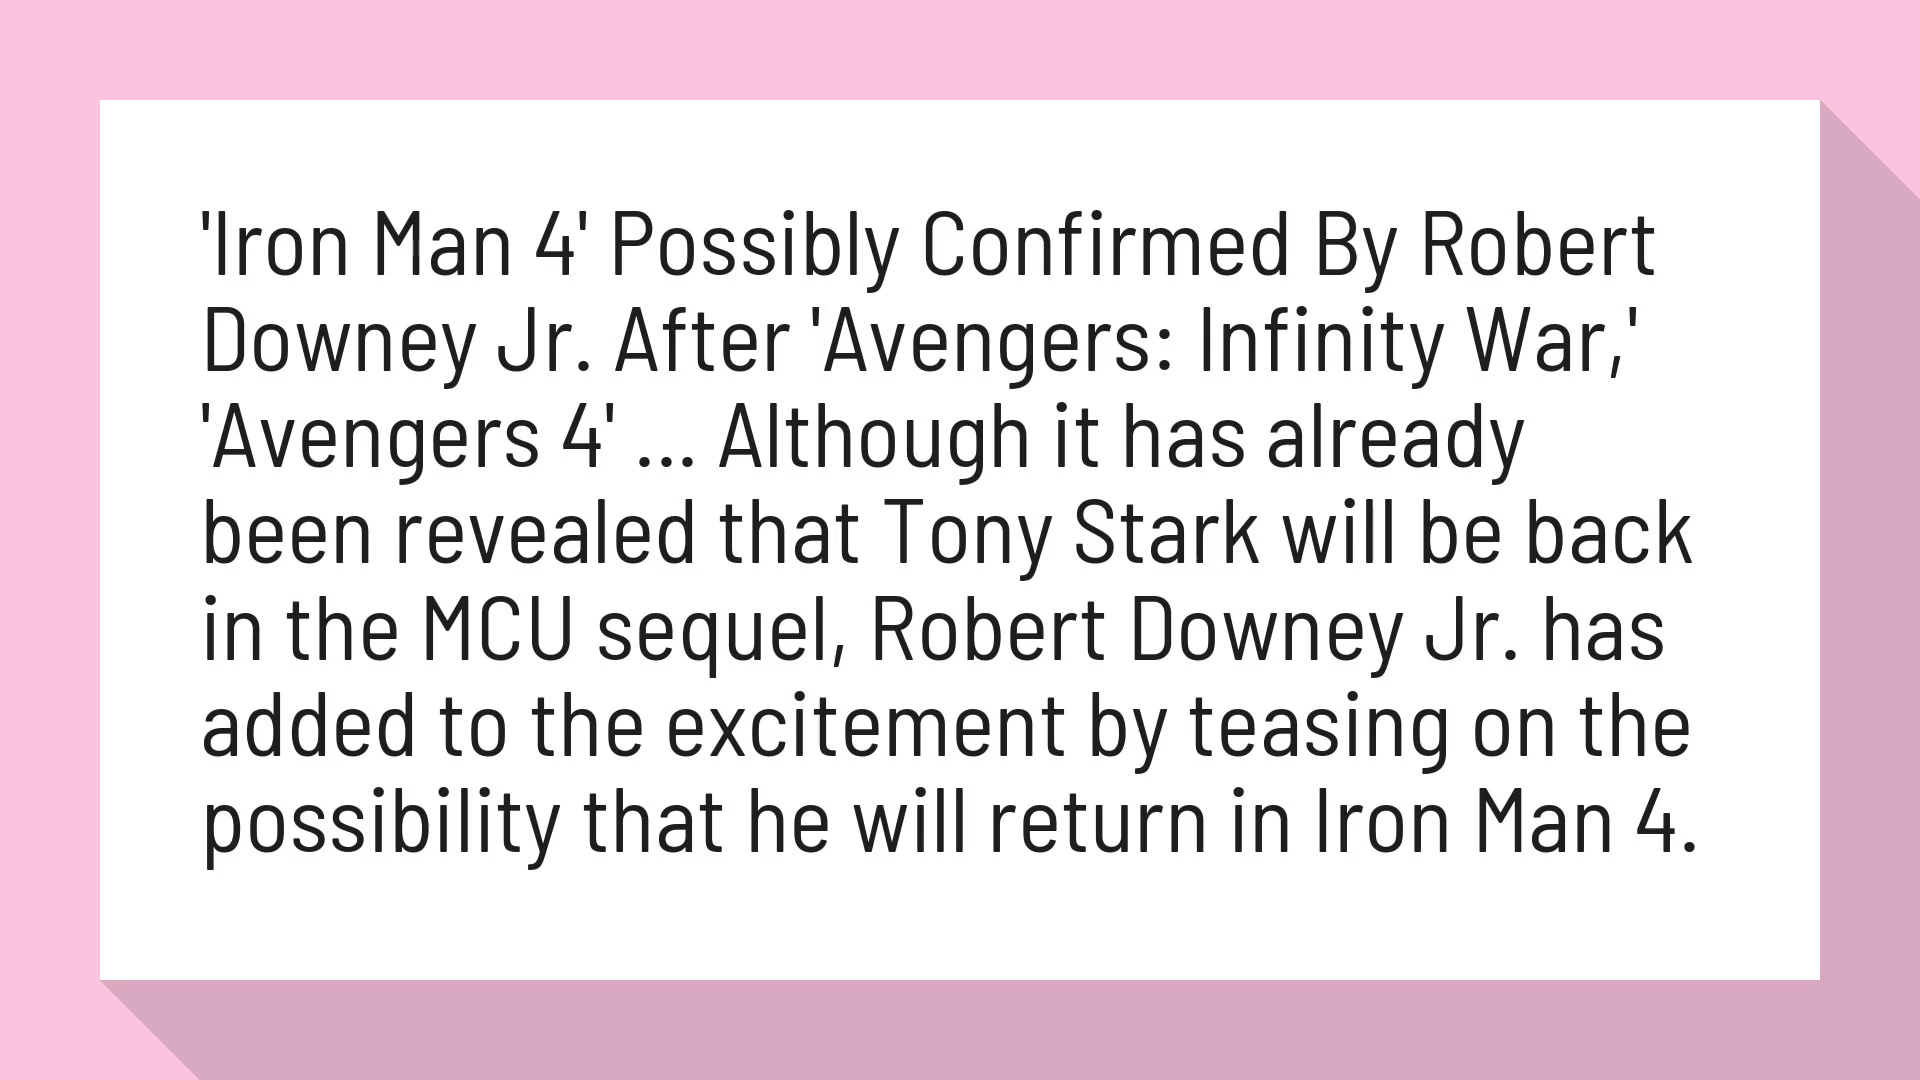 'Iron Man 4' Possibly Confirmed By Robert
Downey Jr. After 'Avengers: Infinity War,'
'Avengers 4' ... Although it has already
been revealed that Tony Stark will be back
in the MCU sequel, Robert Downey Jr. has
added to the excitement by teasing on the
possibility that he will return in Iron Man 4.